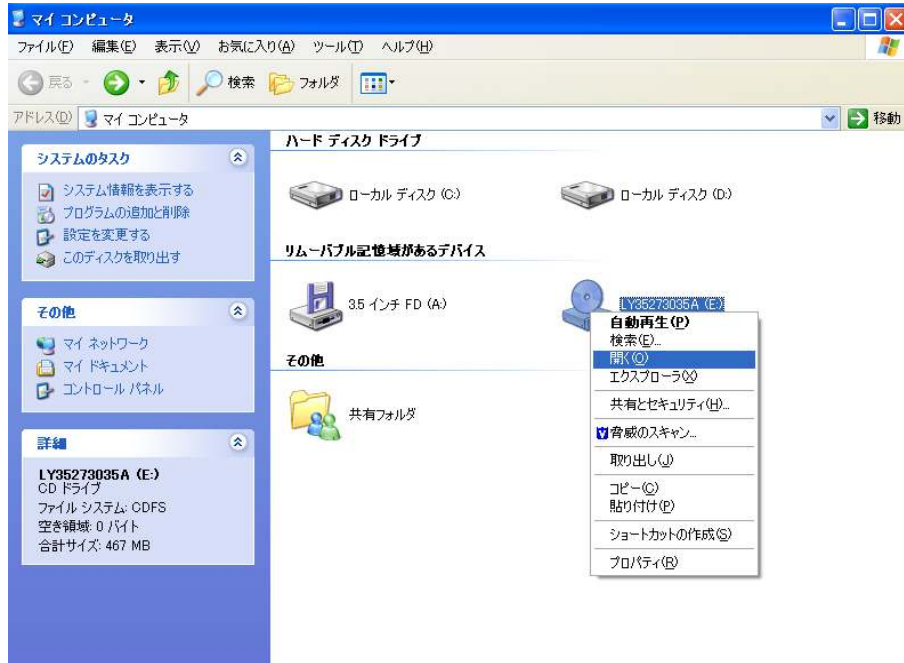 マイ コンピュータ
ファイル(F) 編集(E) 表示(V) お気に入り(A) ツール(T) ヘルプ(H)
戻る 検索 フォルダ
アドレス(D) マイ コンピュータ 移動
システムのタスク
システム情報を表示する
プログラムの追加と削除
設定を変更する
このディスクを取り出す
その他
マイ ネットワーク
マイ ドキュメント
コントロール パネル
詳細
LY35273035A (E:)
CD ドライブ
ファイル システム: CDFS
空き領域: 0 バイト
合計サイズ: 467 MB
ハード ディスク ドライブ
ローカル ディスク (C:)
ローカル ディスク (D:)
リムーバブル記憶域があるデバイス
3.5 インチ FD (A:)
LY35273035A (E:)
その他
共有フォルダ
自動再生(P)
検索(E)...
開く(O)
エクスプローラ(X)
共有とセキュリティ(H)...
脅威のスキャン...
取り出し(J)
コピー(C)
貼り付け(P)
ショートカットの作成(S)
プロパティ(R)